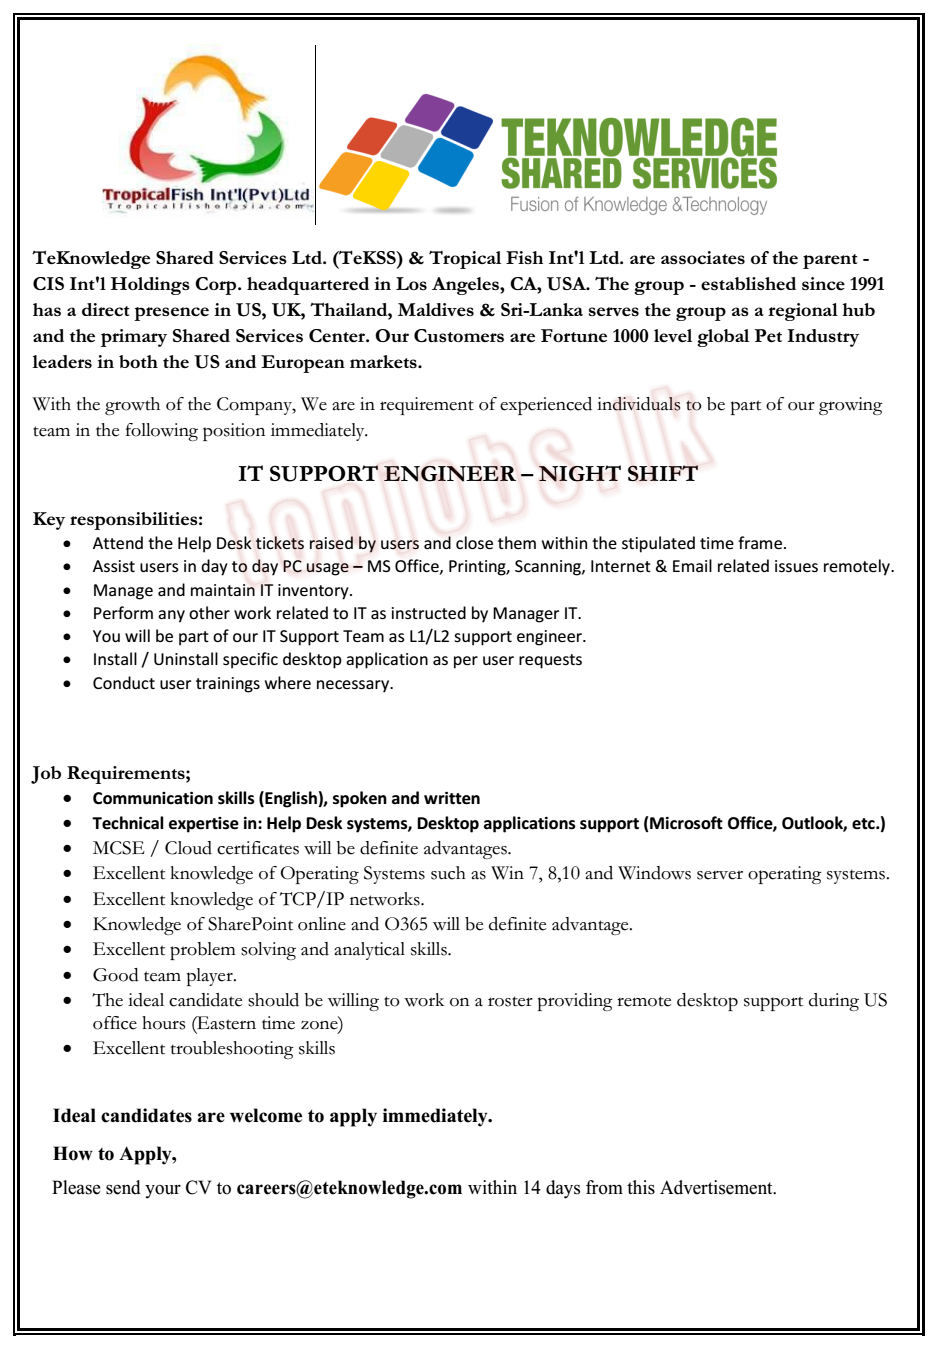 TropicalFish Int'l(Pvt)Ltd
Tropicalfishofasia.com
TEKNOWLEDGE
SHARED SERVICES
Fusion of Knowledge &Technology
TeKnowledge Shared Services Ltd. (TeKSS) & Tropical Fish Int'l Ltd. are associates of the parent -
CIS Int'l Holdings Corp. headquartered in Los Angeles, CA, USA. The group - established since 1991
has a direct presence in US, UK, Thailand, Maldives & Sri-Lanka serves the group as a regional hub
and the primary Shared Services Center. Our Customers are Fortune 1000 level global Pet Industry
leaders in both the US and European markets.
With the growth of the Company, We are in requirement of experienced individuals to be part of our growing
team in the following position immediately.
topjobs.lk
IT SUPPORT ENGINEER – NIGHT SHIFT
Key responsibilities:
• Attend the Help Desk tickets raised by users and close them within the stipulated time frame.
• Assist users in day to day PC usage – MS Office, Printing, Scanning, Internet & Email related issues remotely.
• Manage and maintain IT inventory.
• Perform any other work related to IT as instructed by Manager IT.
• You will be part of our IT Support Team as L1/L2 support engineer.
• Install / Uninstall specific desktop application as per user requests
• Conduct user trainings where necessary.
Job Requirements;
• Communication skills (English), spoken and written
• Technical expertise in: Help Desk systems, Desktop applications support (Microsoft Office, Outlook, etc.)
• MCSE / Cloud certificates will be definite advantages.
• Excellent knowledge of Operating Systems such as Win 7, 8,10 and Windows server operating systems.
• Excellent knowledge of TCP/IP networks.
• Knowledge of SharePoint online and O365 will be definite advantage.
• Excellent problem solving and analytical skills.
• Good team player.
• The ideal candidate should be willing to work on a roster providing remote desktop support during US
office hours (Eastern time zone)
• Excellent troubleshooting skills
Ideal candidates are welcome to apply immediately.
How to Apply,
Please send your CV to careers@eteknowledge.com within 14 days from this Advertisement.